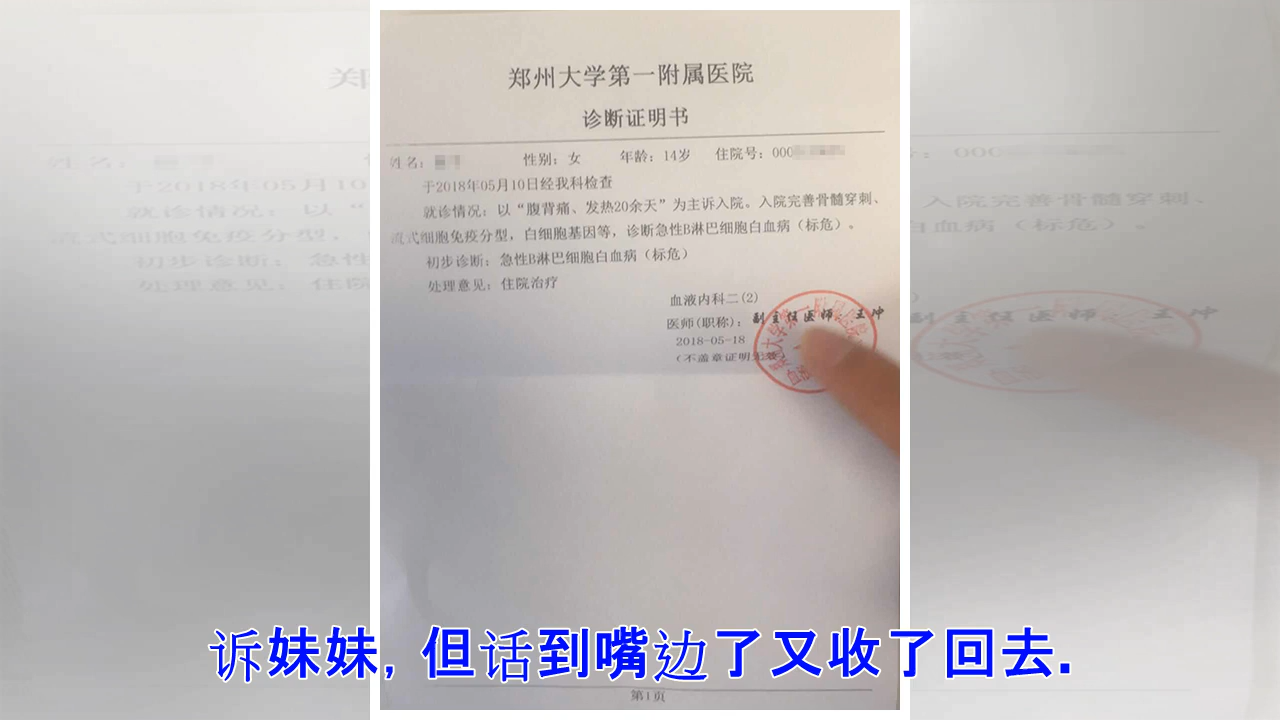 郑州大学第一附属医院
诊断证明书
姓名: 性别: 女 年龄: 14岁 住院号: 000
于2018年05月10日经我科检查
就诊情况: 以“腹背痛、发热20余天”为主诉入院。入院完善骨髓穿刺、
流式细胞免疫分型, 白细胞基因等, 诊断急性B淋巴细胞白血病（标危）。
初步诊断: 急性B淋巴细胞白血病（标危）
处理意见: 住院治疗
血液内科二(2)
医师(职称): 副主任医师 王冲
2018-05-18
(不盖章证明无效)
诉妹妹, 但话到嘴边了又收了回去.
第1页